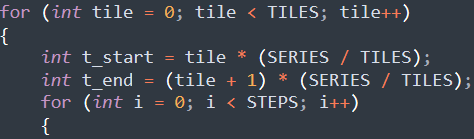 for (int tile = 0; tile < TILES; tile++)
{
int t_start = tile * (SERIES / TILES);
int t_end = (tile + 1) * (SERIES / TILES);
for (int i = 0; i < STEPS; i++)
{